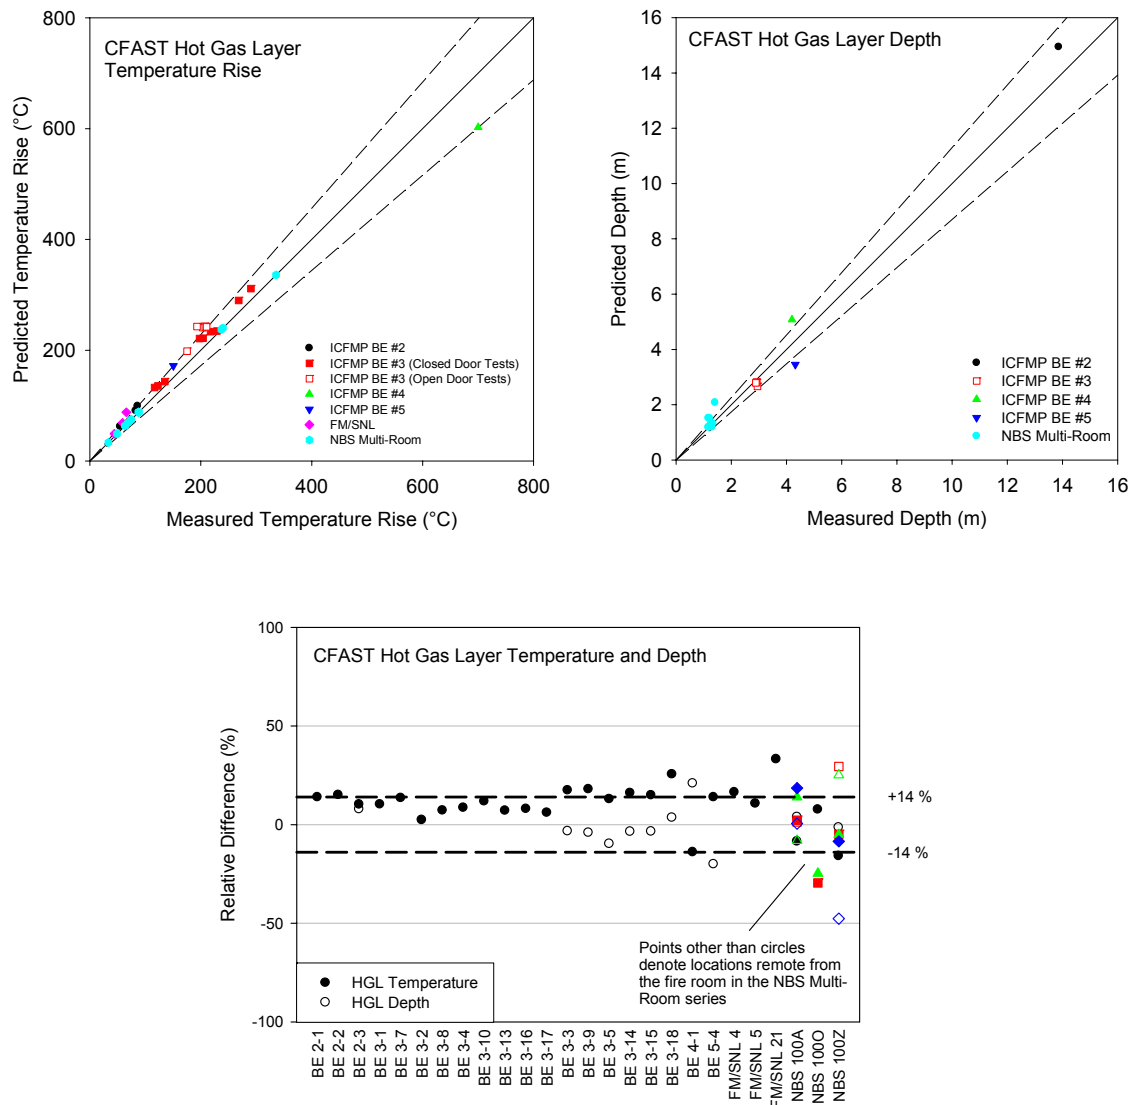 CFAST Hot Gas Layer
Temperature Rise
Predicted Temperature Rise (°C)
800
600
400
200
0
0 200 400 600 800
Measured Temperature Rise (°C)
ICFMP BE #2
ICFMP BE #3 (Closed Door Tests)
ICFMP BE #3 (Open Door Tests)
ICFMP BE #4
ICFMP BE #5
FM/SNL
NBS Multi-Room
CFAST Hot Gas Layer Depth
Predicted Depth (m)
16
14
12
10
8
6
4
2
0
0 2 4 6 8 10 12 14 16
Measured Depth (m)
ICFMP BE #2
ICFMP BE #3
ICFMP BE #4
ICFMP BE #5
NBS Multi-Room
CFAST Hot Gas Layer Temperature and Depth
Relative Difference (%)
100
50
0
-50
-100
+14 %
-14 %
Points other than circles
denote locations remote from
the fire room in the NBS Multi-
Room series
HGL Temperature
HGL Depth
BE 2-1
BE 2-2
BE 2-3
BE 3-1
BE 3-7
BE 3-2
BE 3-8
BE 3-4
BE 3-10
BE 3-13
BE 3-16
BE 3-17
BE 3-3
BE 3-9
BE 3-5
BE 3-14
BE 3-15
BE 3-18
BE 4-1
BE 5-4
FM/SNL 4
FM/SNL 5
FM/SNL 21
NBS 100A
NBS 100O
NBS 100Z